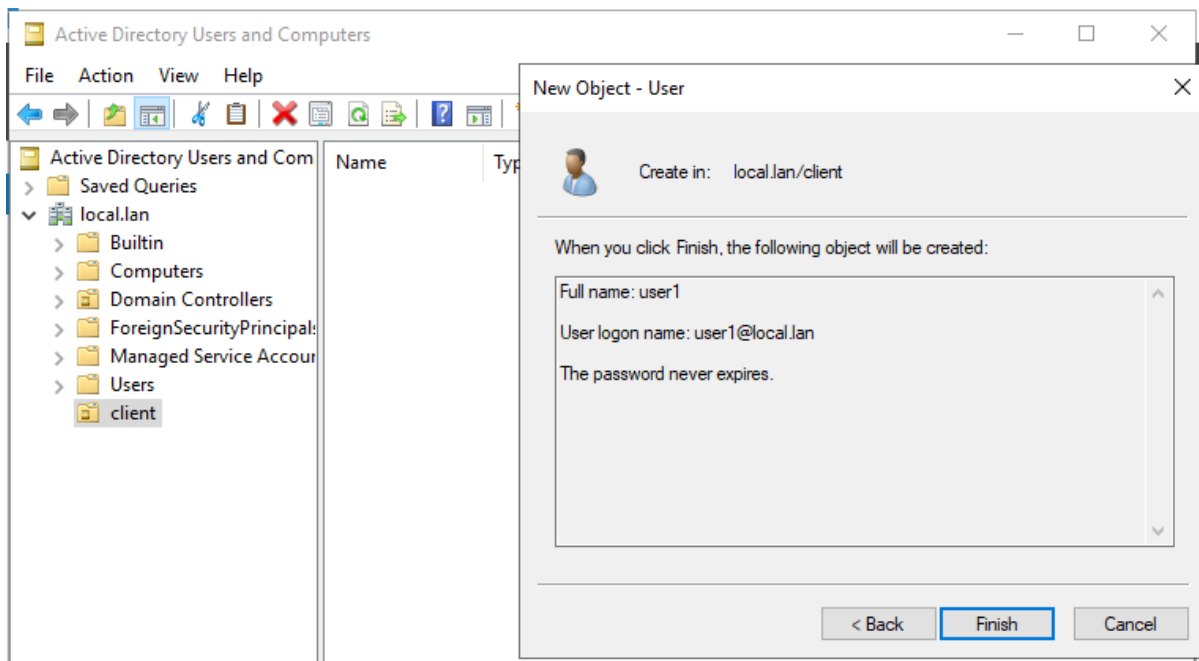 Active Directory Users and Computers
File Action View Help
Active Directory Users and Com
Saved Queries
local.lan
Builtin
Computers
Domain Controllers
ForeignSecurityPrincipals
Managed Service Accour
Users
client
Name Typ
New Object - User
Create in: local.lan/client
When you click Finish, the following object will be created:
Full name: user1
User logon name: user1@local.lan
The password never expires.
< Back Finish Cancel